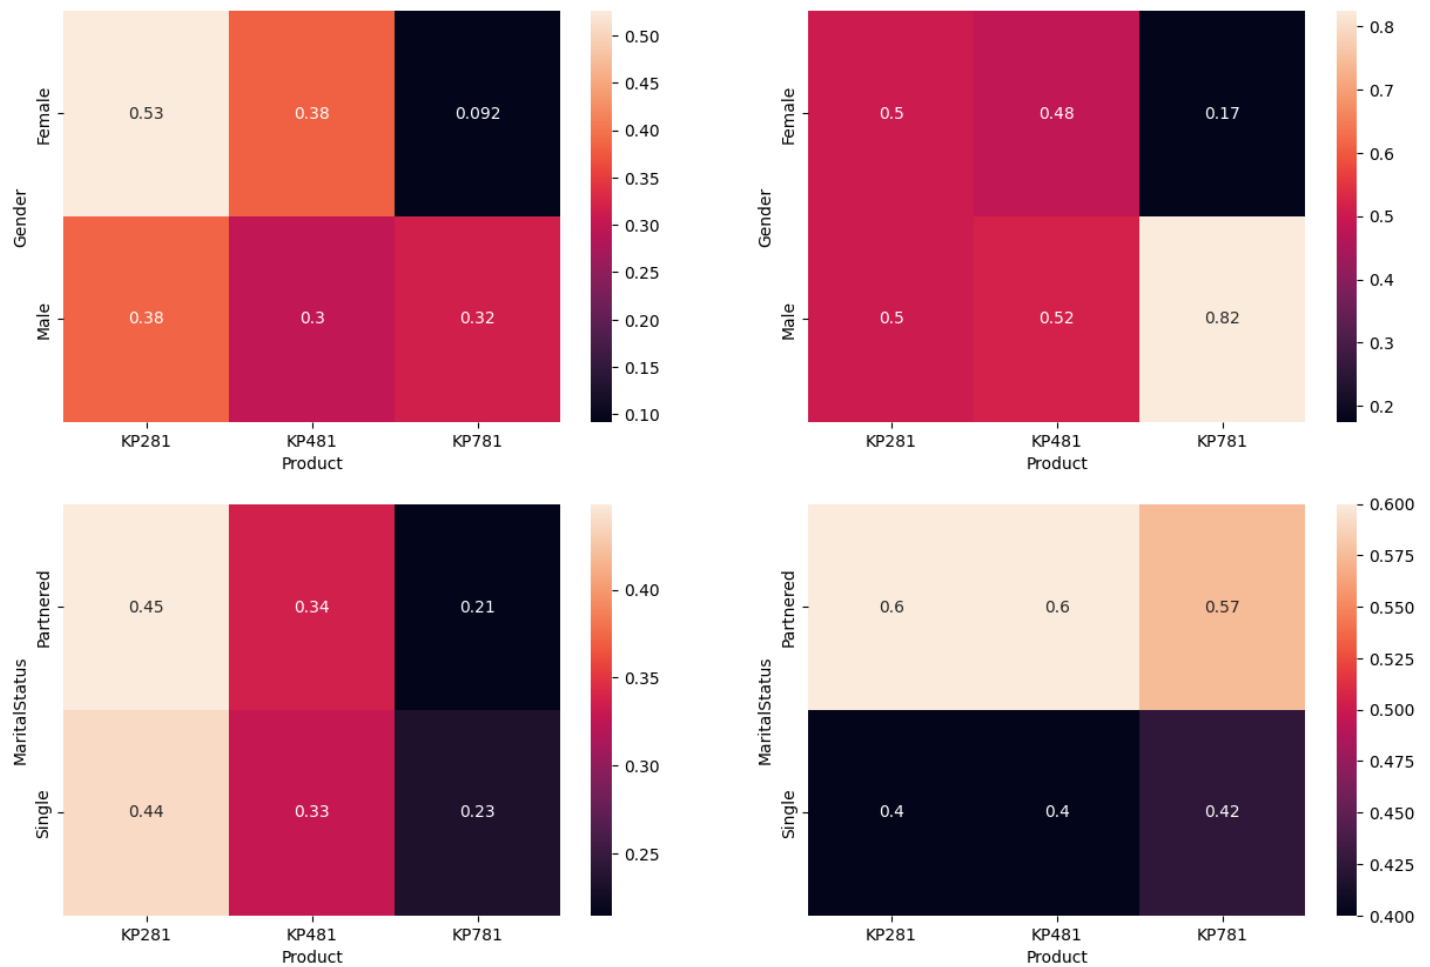 Gender
Female
Male
0.53 0.38 0.092
0.38 0.3 0.32
KP281 KP481 KP781
Product
0.50
0.45
0.40
0.35
0.30
0.25
0.20
0.15
0.10
Gender
Female
Male
0.5 0.48 0.17
0.5 0.52 0.82
KP281 KP481 KP781
Product
0.8
0.7
0.6
0.5
0.4
0.3
0.2
MaritalStatus
Partnered
Single
0.45 0.34 0.21
0.44 0.33 0.23
KP281 KP481 KP781
Product
0.40
0.35
0.30
0.25
MaritalStatus
Partnered
Single
0.6 0.6 0.57
0.4 0.4 0.42
KP281 KP481 KP781
Product
0.600
0.575
0.550
0.525
0.500
0.475
0.450
0.425
0.400